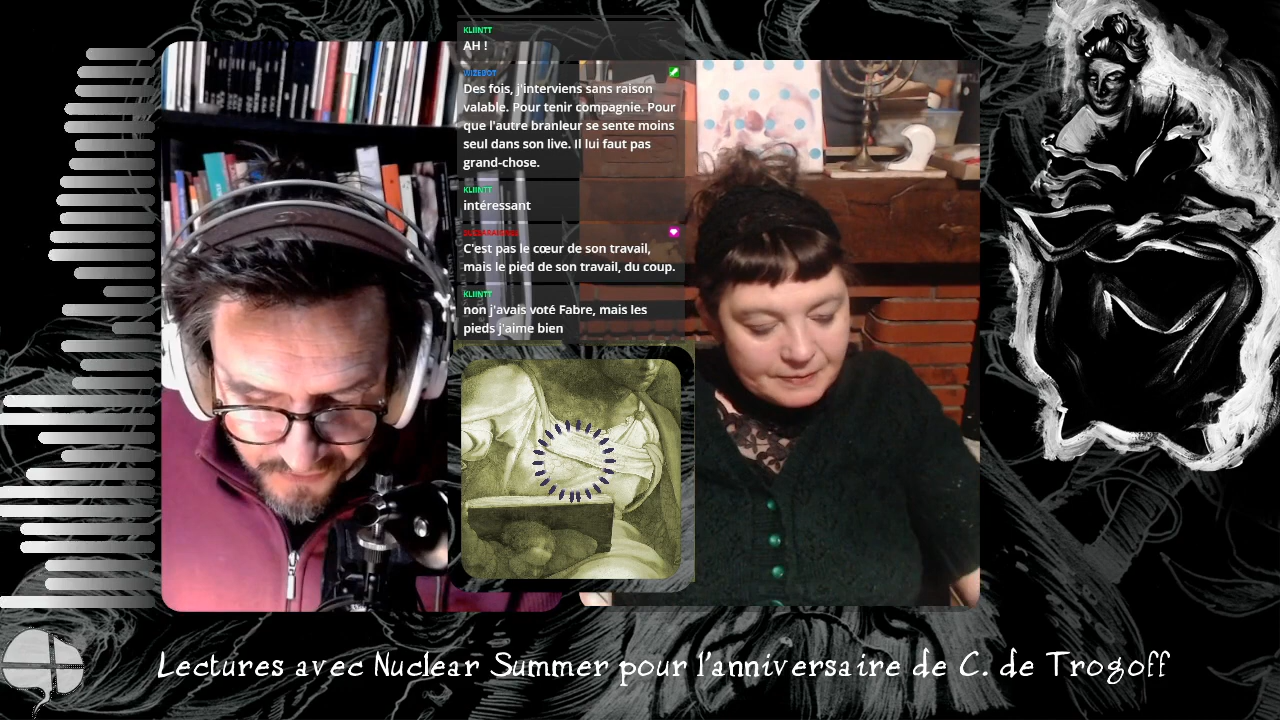 KLIINTT
AH !
WIZEBOT
Des fois, j'interviens sans raison
valable. Pour tenir compagnie. Pour
que l'autre branleur se sente moins
seul dans son live. Il lui faut pas
grand-chose.
KLIINTT
intéressant
C'est pas le cœur de son travail,
mais le pied de son travail, du coup.
KLIINTT
non j'avais voté Fabre, mais les
pieds j'aime bien
Lectures avec Nuclear Summer pour l'anniversaire de C. de Trogoff